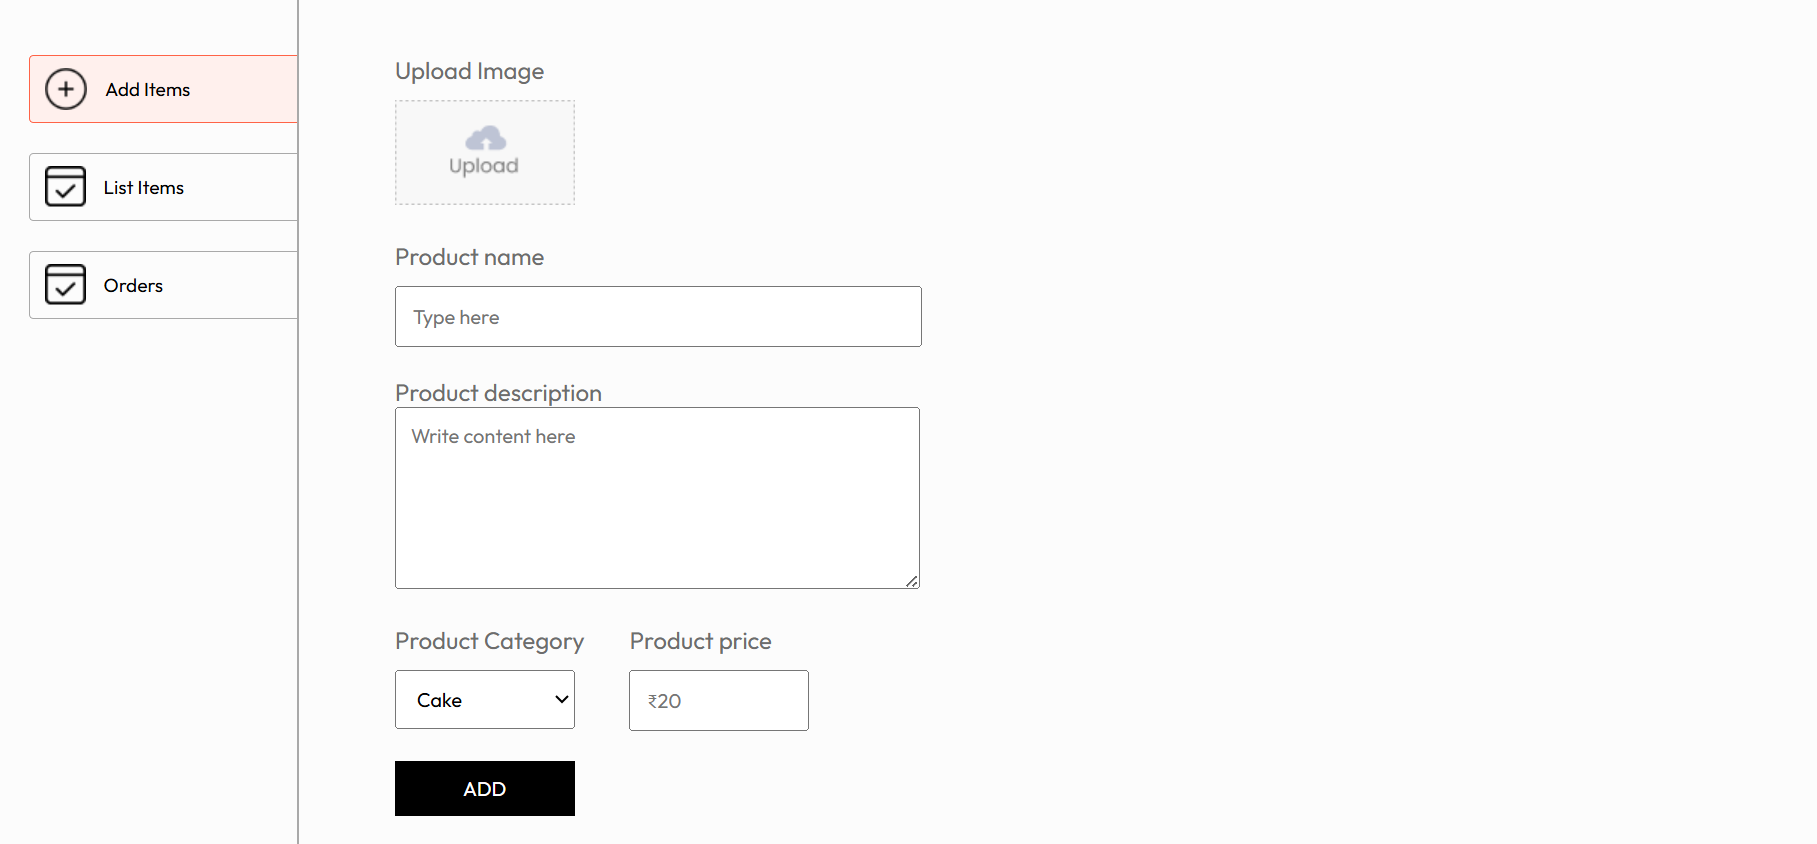 Add Items
List Items
Orders
Upload Image
Upload
Product name
Type here
Product description
Write content here
Product Category
Product price
Cake
₹20
ADD